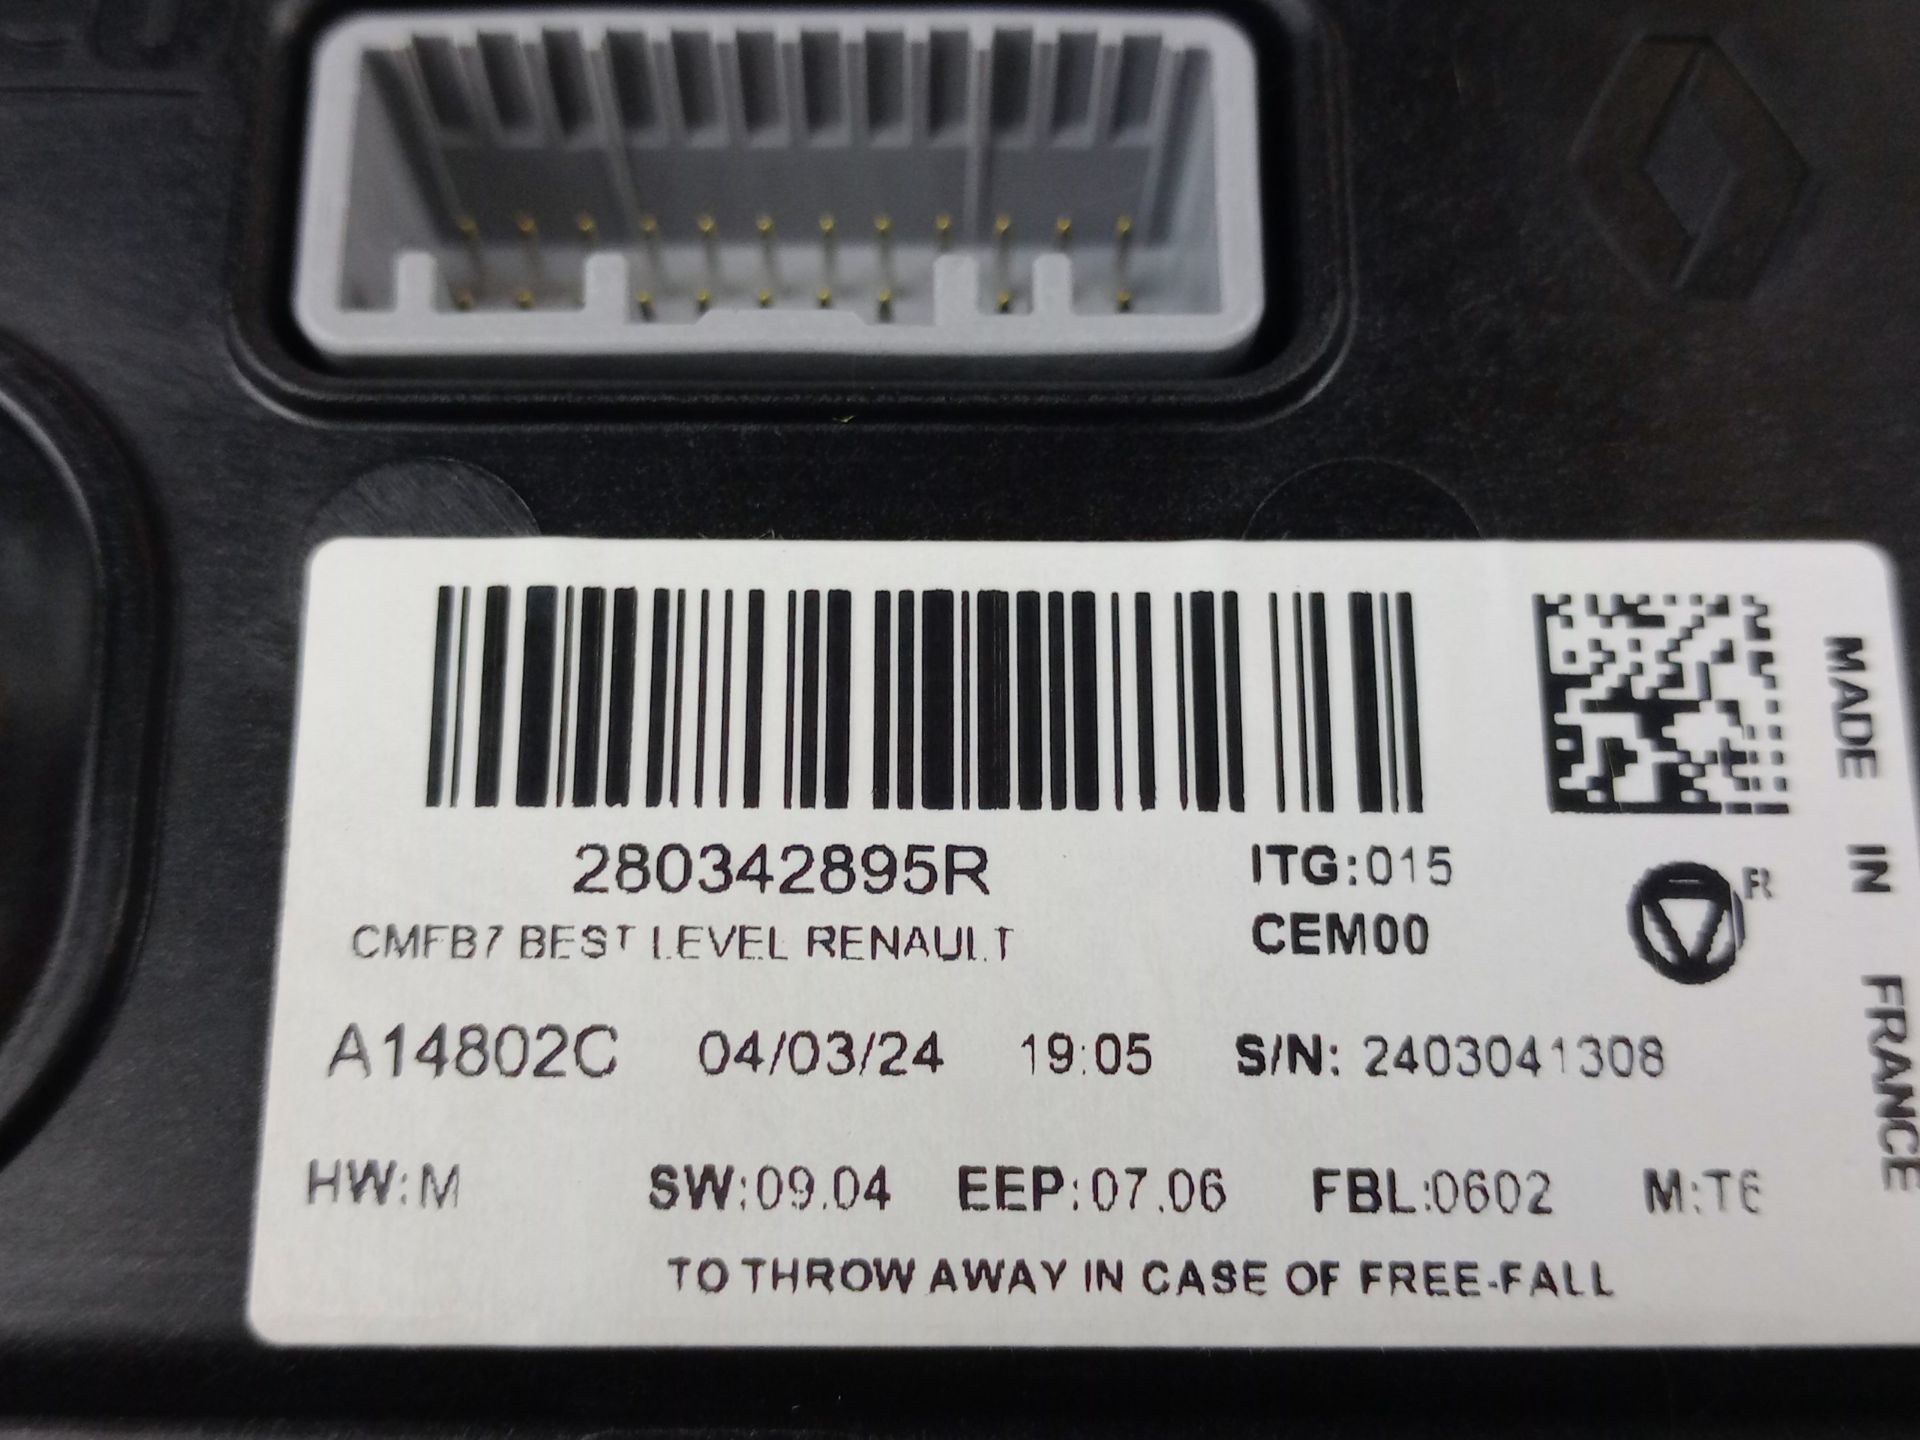 280342895R
ITG:015
CMFB7 BEST LEVEL RENAULT
CEM00
R
A14802C 04/03/24 19:05 S/N: 2403041308
HW:M SW:09.04 EEP:07.06 FBL:0602 M:T6
TO THROW AWAY IN CASE OF FREE-FALL
MADE IN FRANCE